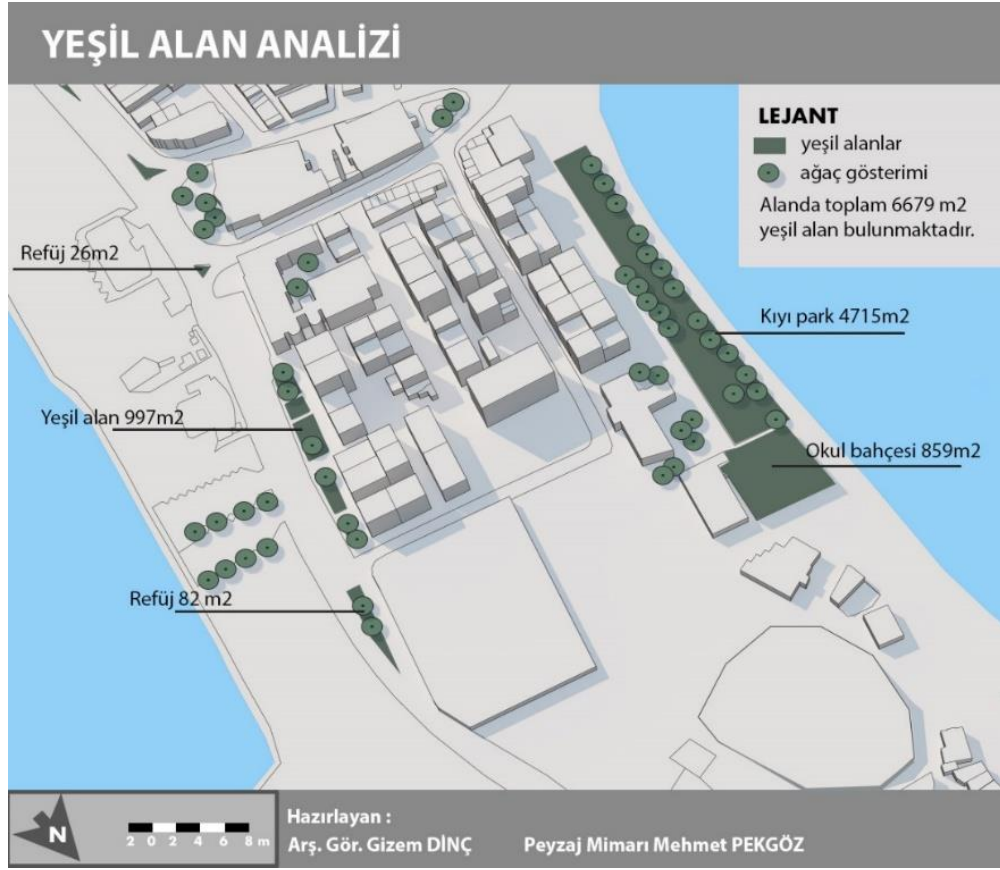 YEŞİL ALAN ANALİZİ
LEJANT
yeşil alanlar
ağaç gösterimi
Alanda toplam 6679 m2
yeşil alan bulunmaktadır.
Refüj 26m2
Kıyı park 4715m2
Yeşil alan 997m2
Okul bahçesi 859m2
Refüj 82 m2
N
2 0 2 4 6 8 m
Hazırlayan :
Arş. Gör. Gizem DİNÇ Peyzaj Mimarı Mehmet PEKGÖZ